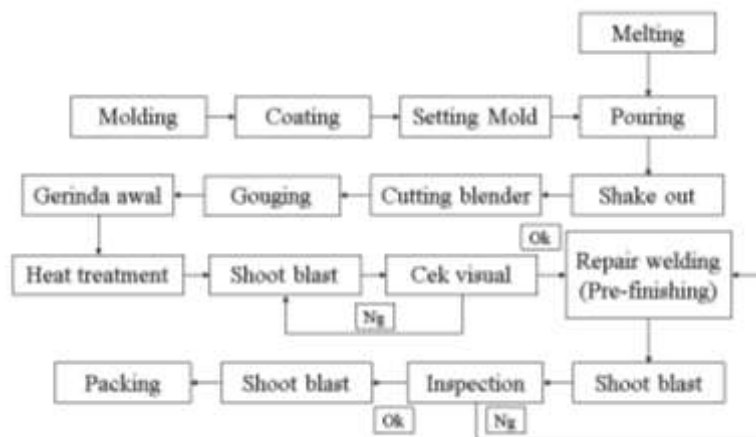 Melting
Molding
Coating
Setting Mold
Pouring
Gerinda awal
Gouging
Cutting blender
Shake out
Ok
Heat treatment
Shoot blast
Cek visual
Repair welding
(Pre-finishing)
Ng
Packing
Shoot blast
Inspection
Shoot blast
Ok
Ng